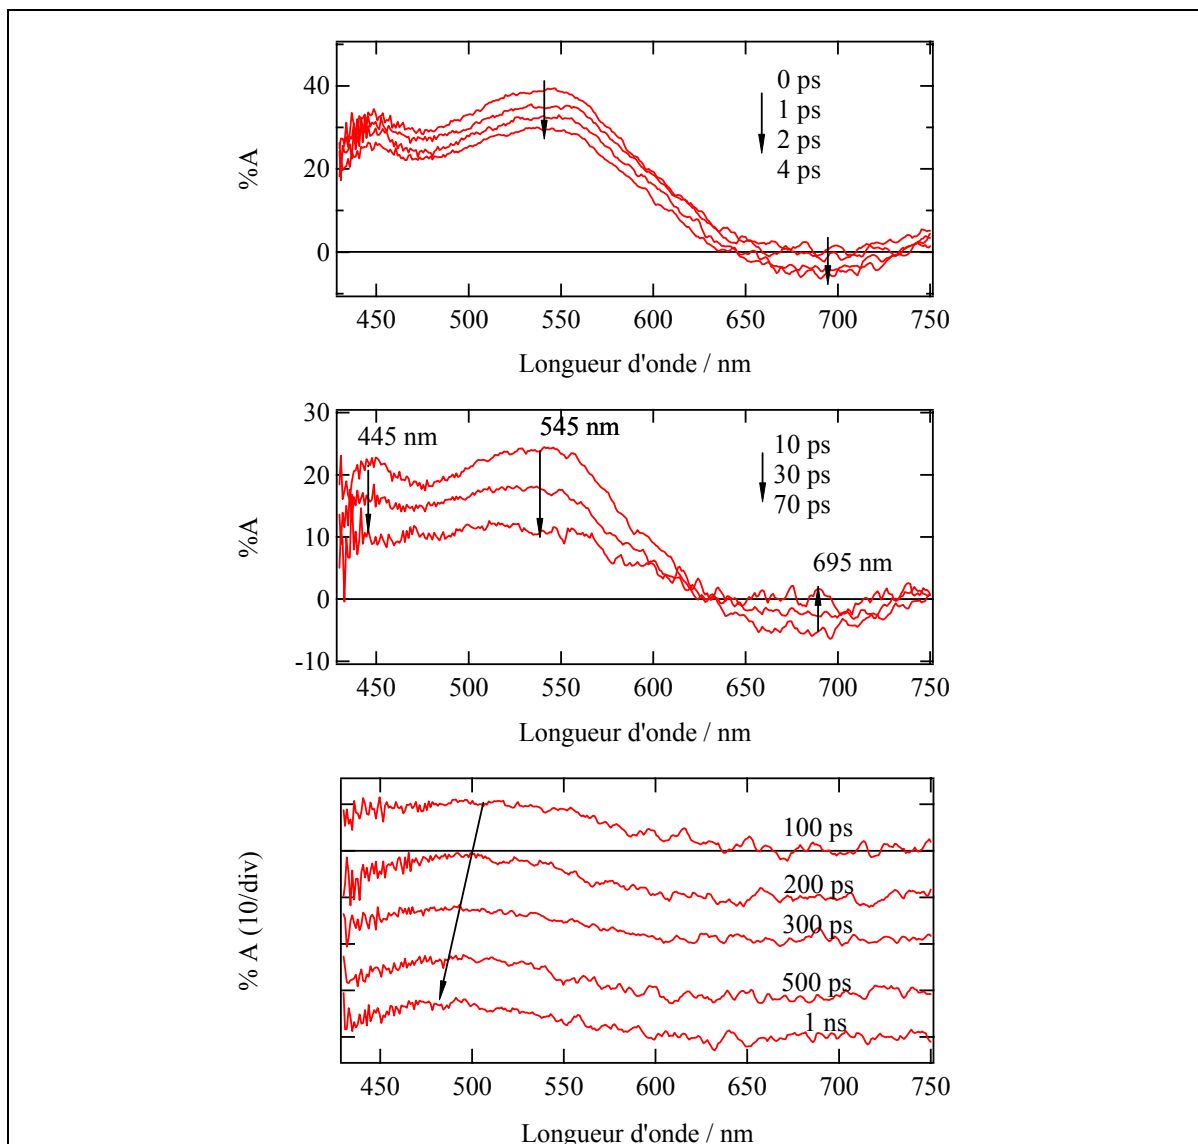 %A
40
20
0
0 ps
1 ps
2 ps
4 ps
450 500 550 600 650 700 750
Longueur d'onde / nm
%A
30
20
10
0
-10
445 nm
545 nm
695 nm
10 ps
30 ps
70 ps
450 500 550 600 650 700 750
Longueur d'onde / nm
% A (10/div)
100 ps
200 ps
300 ps
500 ps
1 ns
450 500 550 600 650 700 750
Longueur d'onde / nm